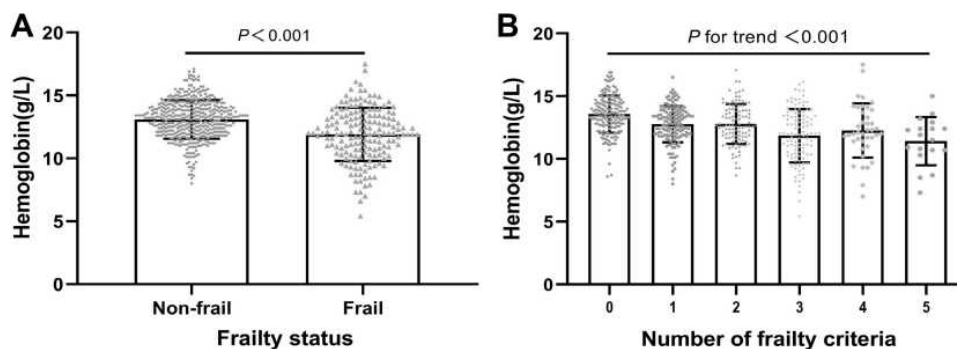 A
P< 0.001
Hemoglobin(g/L)
20
15
10
5
0
Non-frail Frail
Frailty status
B
P for trend <0.001
Hemoglobin(g/L)
20
15
10
5
0
0 1 2 3 4 5
Number of frailty criteria